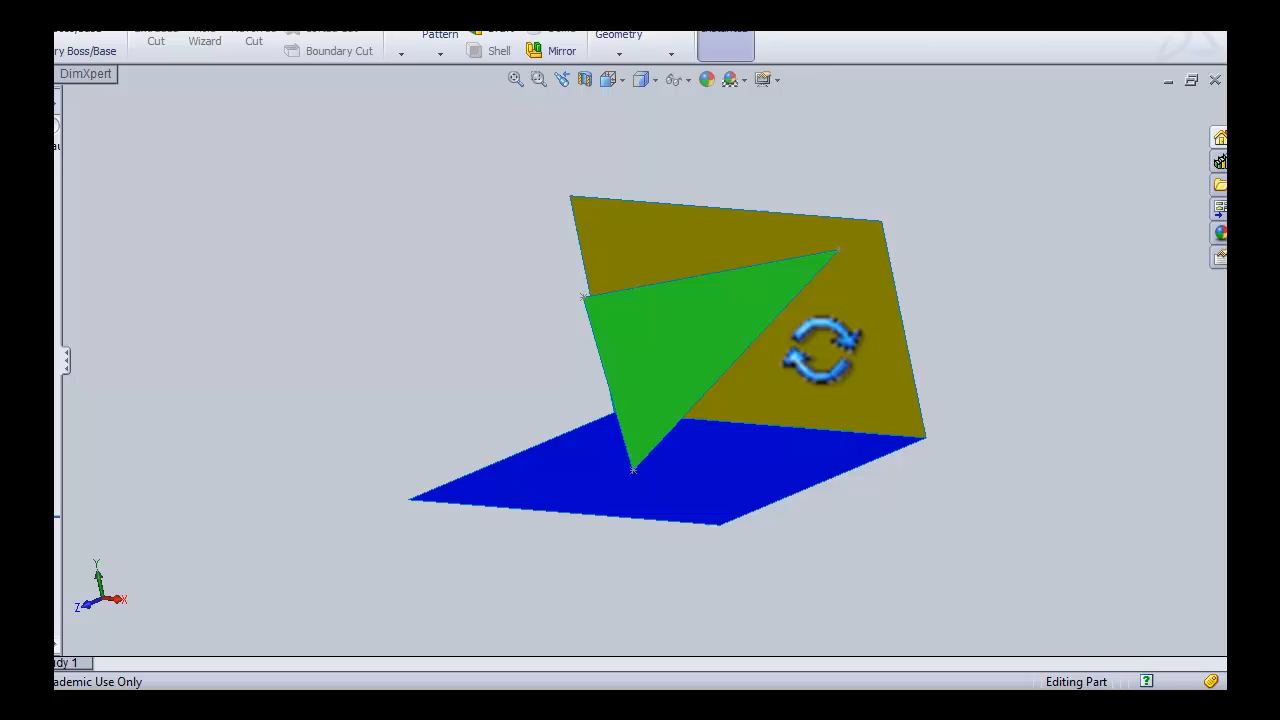 Pattern
Geometry
Cut
Wizard
Cut
ry Boss/Base
Boundary Cut
Shell
Mirror
DimXpert
Y
Z
X
dy 1
ademic Use Only
Editing Part
?